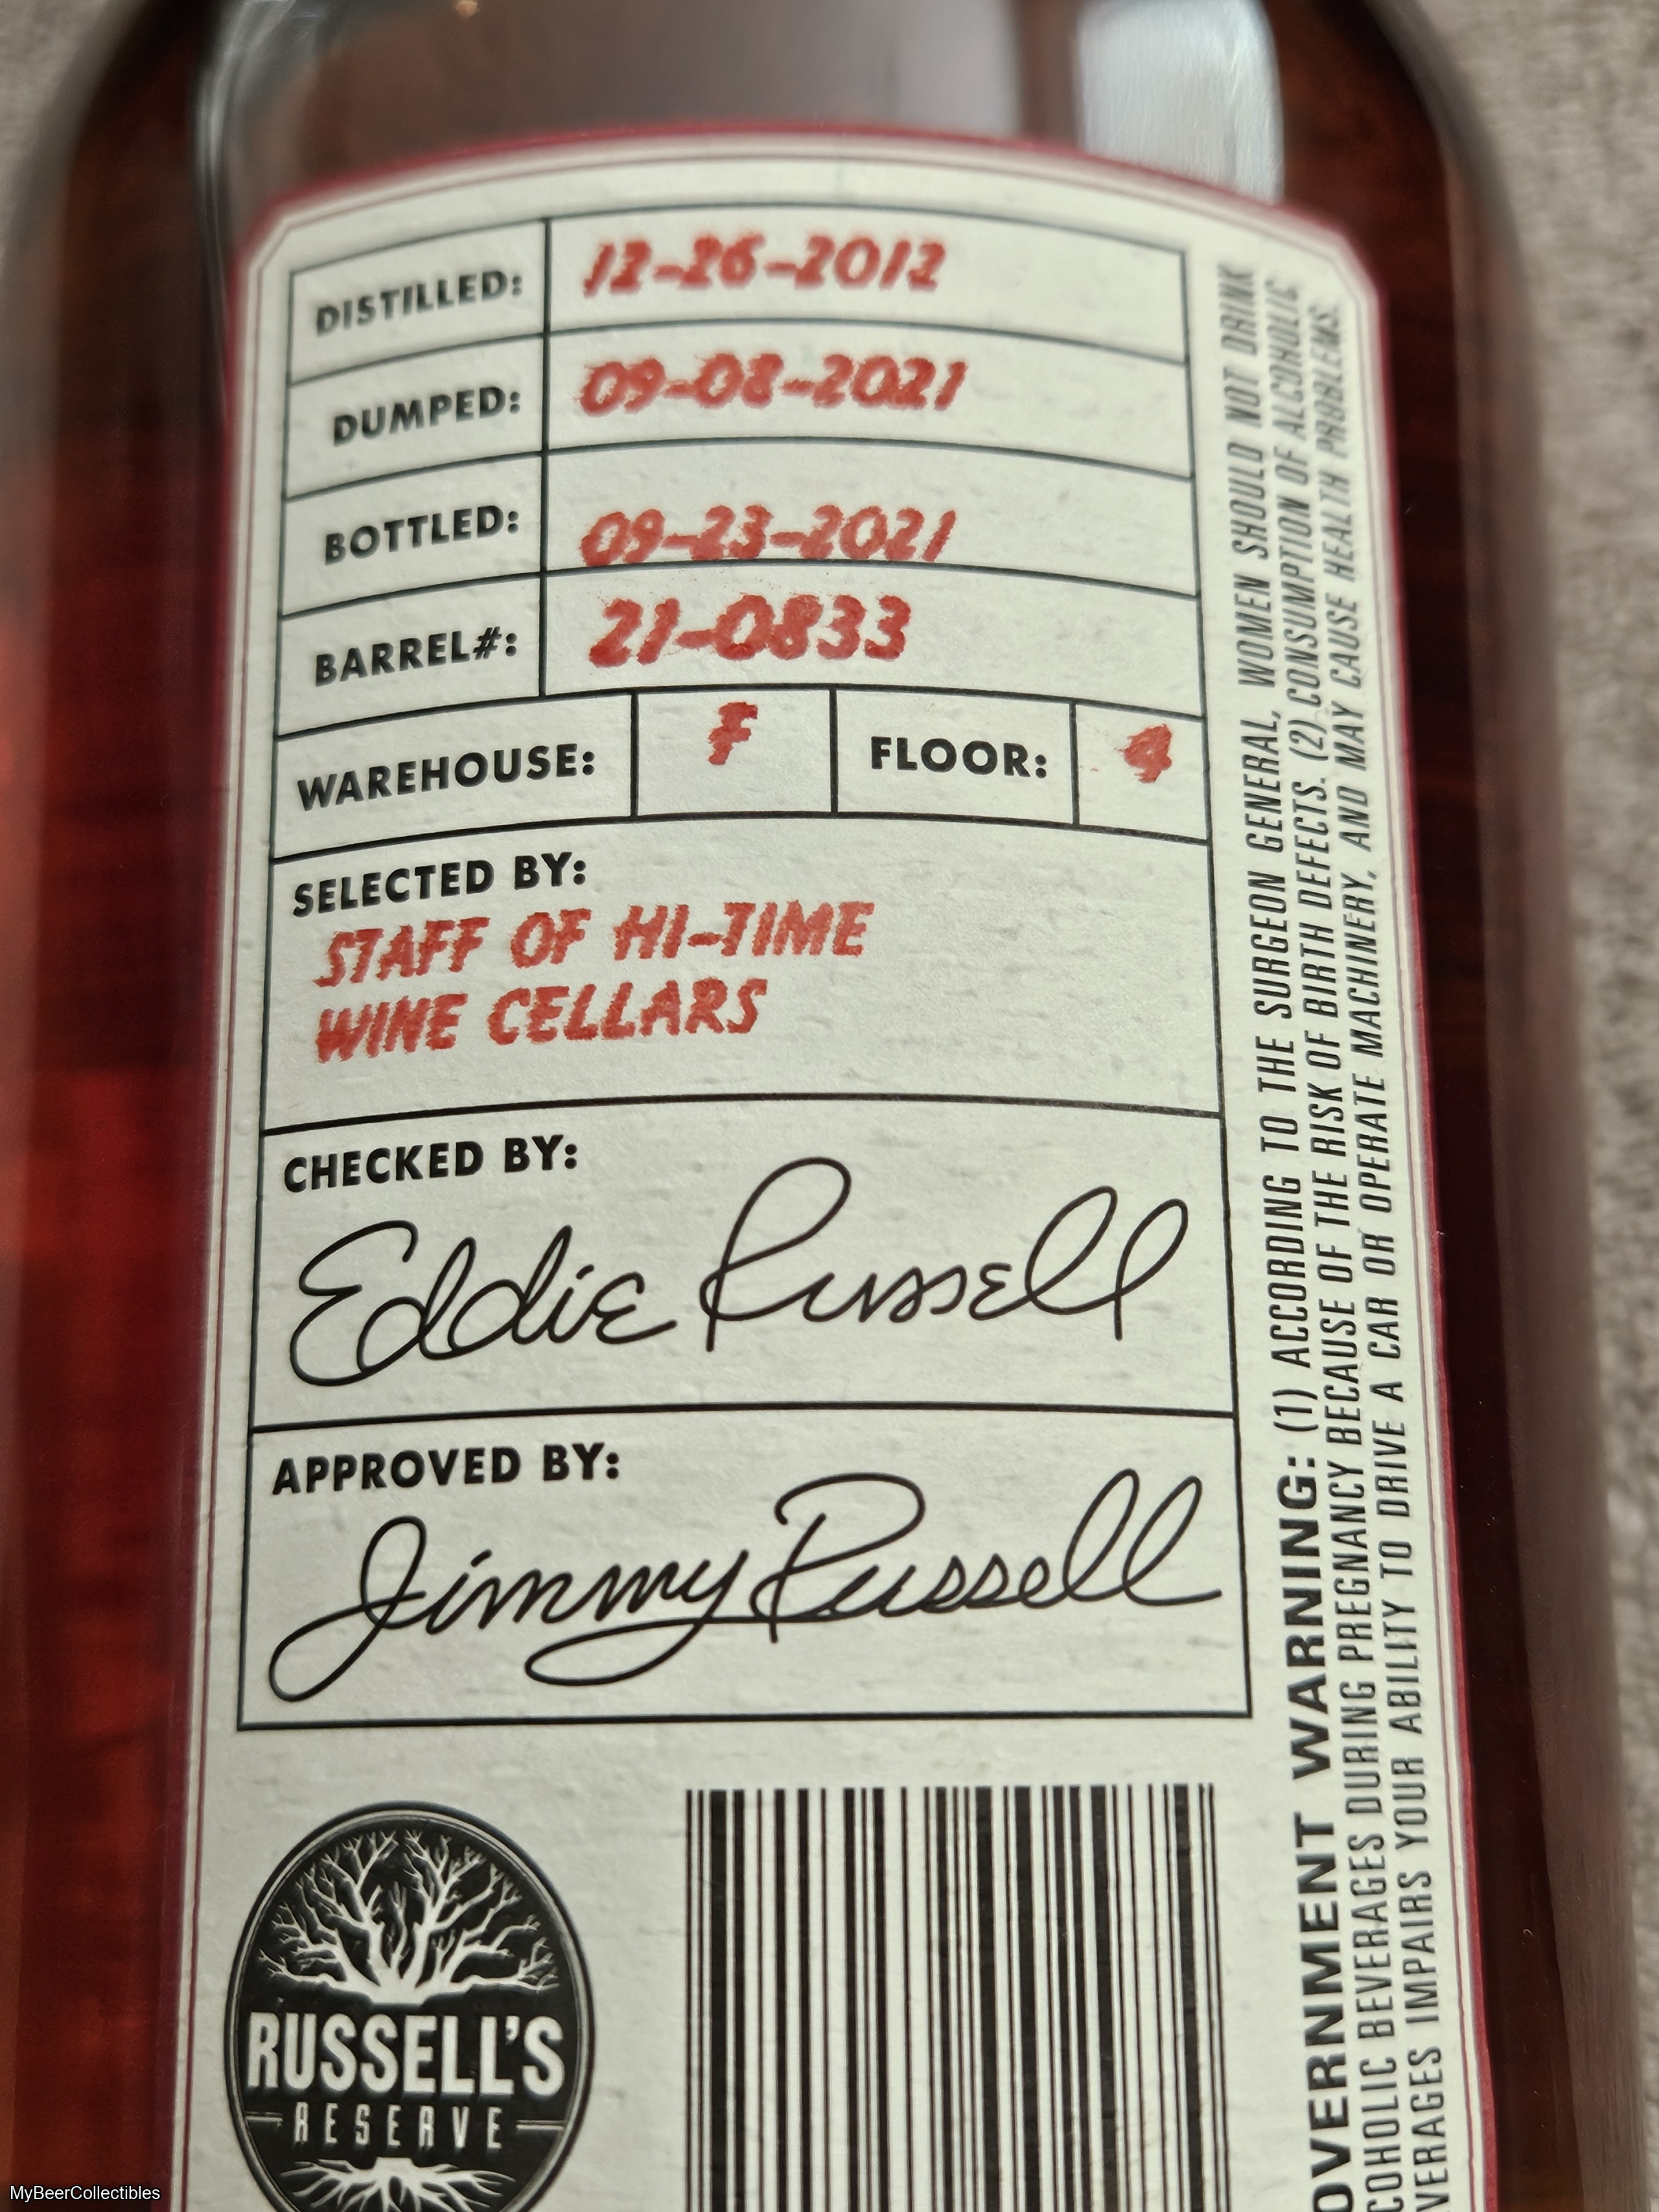 DISTILLED: 12-26-2012
DUMPED: 09-08-2021
BOTTLED: 09-23-2021
BARREL#: 21-0833
WAREHOUSE: F FLOOR: 4
SELECTED BY:
STAFF OF HI-TIME
WINE CELLARS
CHECKED BY:
Eddie Russell
APPROVED BY:
Jimmy Russell
RUSSELL'S
RESERVE
OVERNMENT WARNING: (1) ACCORDING TO THE SURGEON GENERAL, WOMEN SHOULD NOT DRINK
COHOLIC BEVERAGES DURING PREGNANCY BECAUSE OF THE RISK OF BIRTH DEFECTS. (2) CONSUMPTION OF ALCOHOLIC
VERAGES IMPAIRS YOUR ABILITY TO DRIVE A CAR OR OPERATE MACHINERY, AND MAY CAUSE HEALTH PROBLEMS.
MyBeerCollectibles